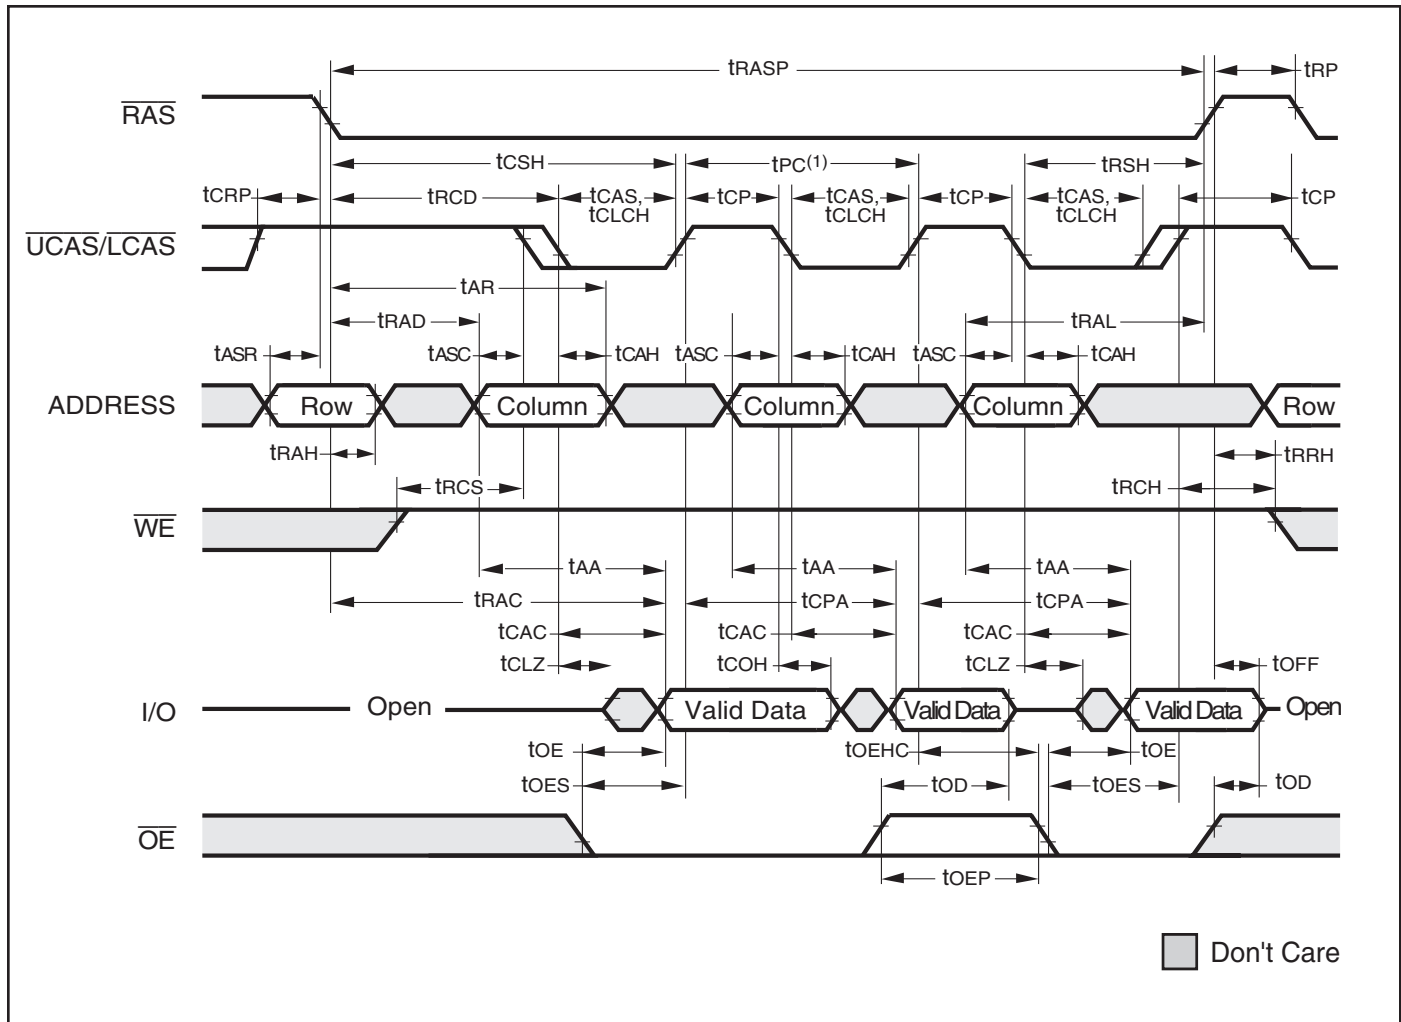 tRASP
tRP
RAS
tCSH
tPC(1)
tRSH
tCRP
tRCD
tCAS,
tCLCH
tCP
tCAS,
tCLCH
tCP
tCAS,
tCLCH
tCP
UCAS/LCAS
tAR
tRAD
tRAL
tASR
tASC
tCAH
tASC
tCAH
tASC
tCAH
ADDRESS
Row
Column
Column
Column
Row
tRAH
tRRH
tRCS
tRCH
WE
tAA
tAA
tAA
tRAC
tCPA
tCPA
tCAC
tCAC
tCAC
tCLZ
tCOH
tCLZ
tOFF
I/O
Open
Valid Data
Valid Data
Valid Data
Open
tOE
tOEHC
tOE
tOES
tOD
tOES
tOD
OE
tOEP
Don't Care